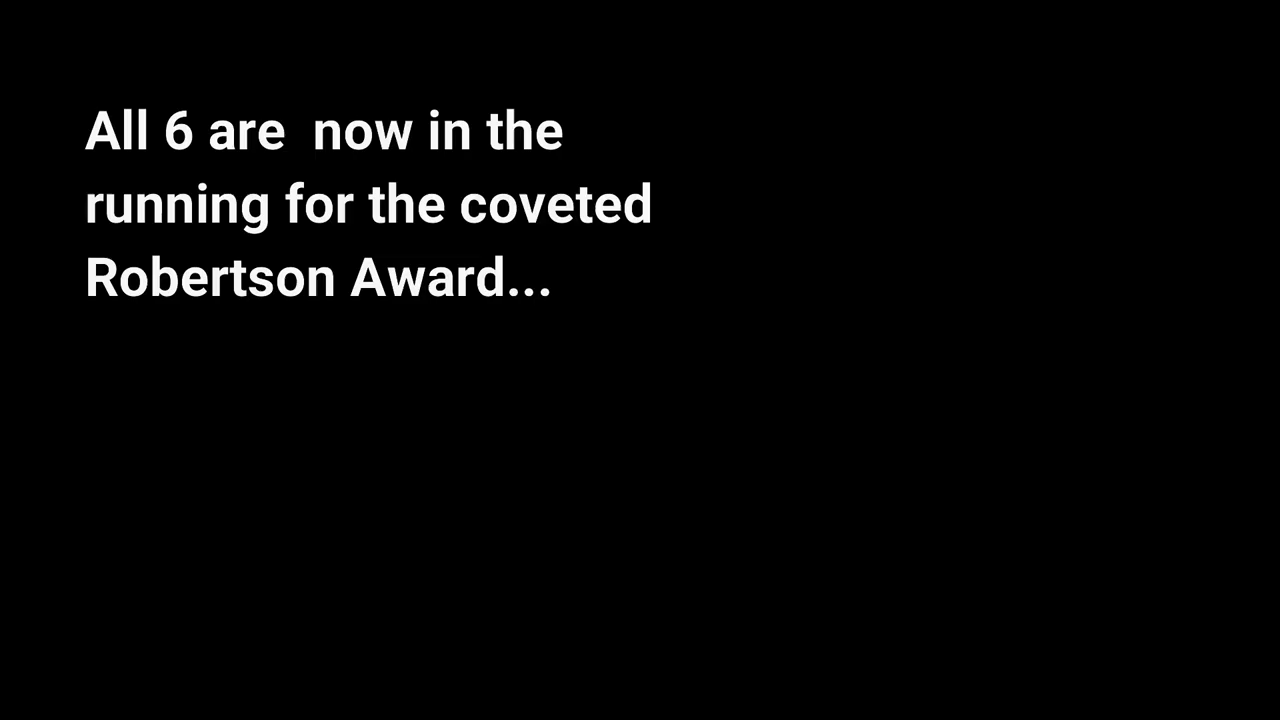 All 6 are  now in the
running for the coveted
Robertson Award...